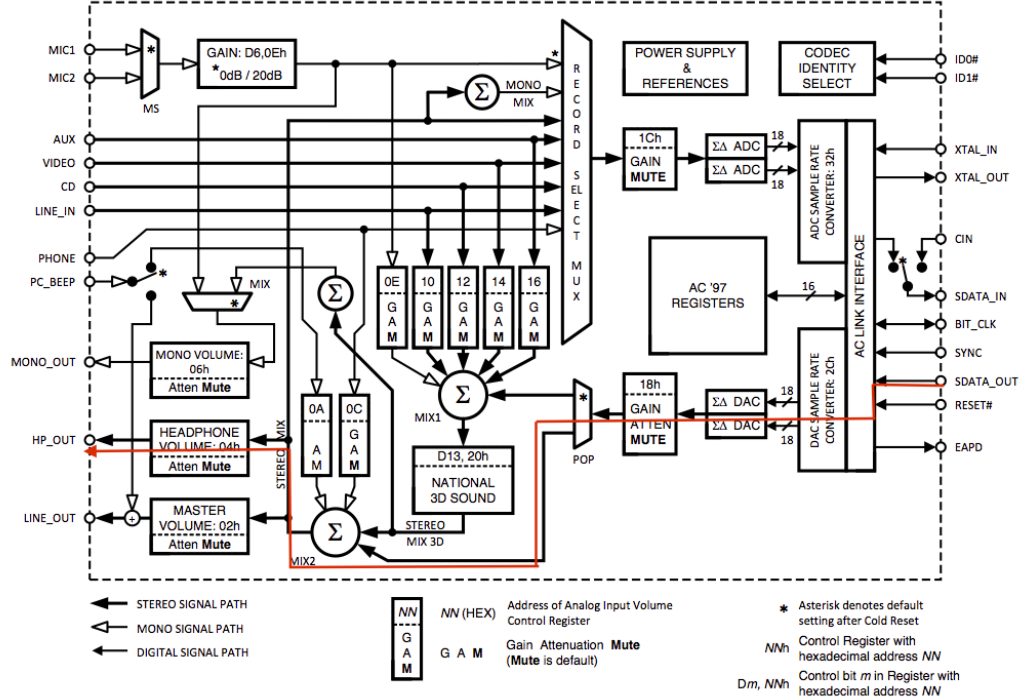 MIC1
MIC2
*
MS
GAIN: D6,0Eh
*0dB / 20dB
*
Σ
MONO
MIX
RECORD SELECT MUX
POWER SUPPLY
&
REFERENCES
CODEC
IDENTITY
SELECT
ID0#
ID1#
AUX
VIDEO
CD
LINE_IN
PHONE
PC_BEEP
*
1Ch
GAIN
MUTE
ΣΔ ADC
ΣΔ ADC
18
18
ADC SAMPLE RATE
CONVERTER: 32h
AC LINK INTERFACE
XTAL_IN
XTAL_OUT
CIN
*
SDATA_IN
BIT_CLK
SYNC
SDATA_OUT
RESET#
EAPD
MIX
*
Σ
0E
G
A
M
10
G
A
M
12
G
A
M
14
G
A
M
16
G
A
M
AC '97
REGISTERS
16
MONO_OUT
MONO VOLUME:
06h
Atten Mute
Σ
MIX1
*
POP
18h
GAIN
ATTEN
MUTE
ΣΔ DAC
ΣΔ DAC
18
18
DAC SAMPLE RATE
CONVERTER: 2Ch
HP_OUT
HEADPHONE
VOLUME: 04h
Atten Mute
STEREO MIX
0A
A
M
0C
G
A
M
D13, 20h
NATIONAL
3D SOUND
LINE_OUT
+
MASTER
VOLUME: 02h
Atten Mute
Σ
MIX2
STEREO
MIX 3D
STEREO SIGNAL PATH
MONO SIGNAL PATH
DIGITAL SIGNAL PATH
NN
G
A
M
NN (HEX)
Address of Analog Input Volume
Control Register
G A M
Gain Attenuation Mute
(Mute is default)
* Asterisk denotes default
setting after Cold Reset
NNh Control Register with
hexadecimal address NN
Dm, NNh Control bit m in Register with
hexadecimal address NN